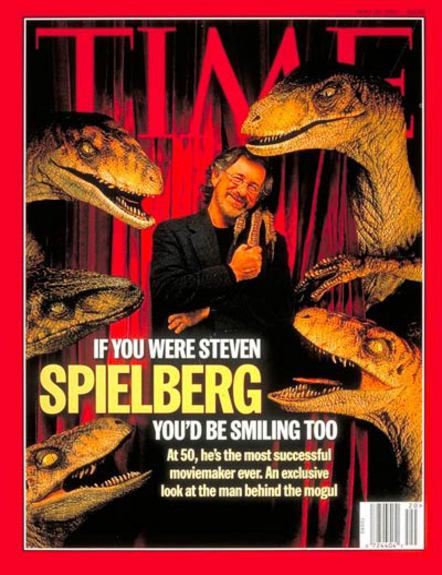 TIME
IF YOU WERE STEVEN
SPIELBERG
YOU'D BE SMILING TOO
At 50, he's the most successful
moviemaker ever. An exclusive
look at the man behind the mogul
20>